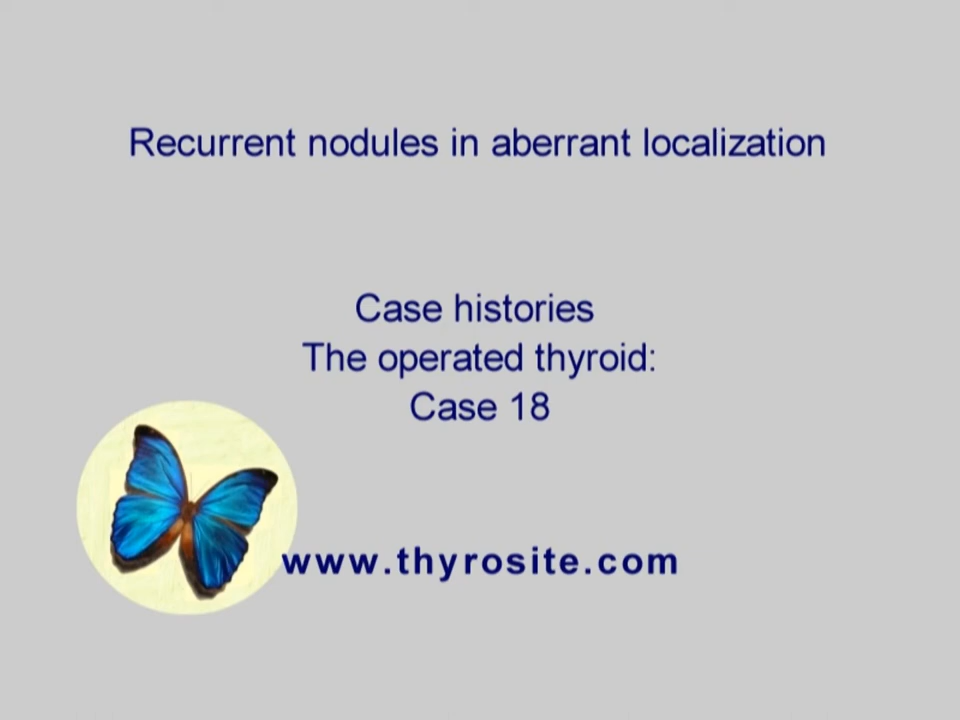 Recurrent nodules in aberrant localization
Case histories
The operated thyroid:
Case 18
www.thyrosite.com